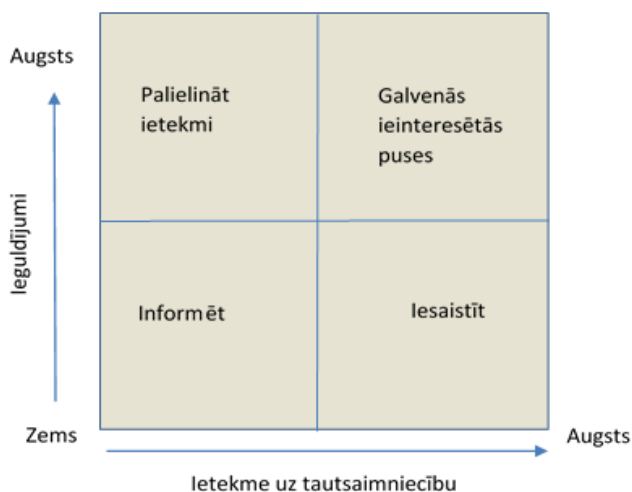 Augsts
Palielināt
ietekmi
Galvenās
ieinteresētās
puses
Ieguldījumi
Informēt
Iesaistīt
Zems
Augsts
Ietekme uz tautsaimniecību